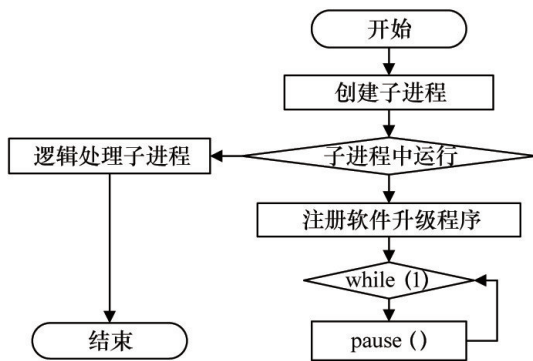 开始
创建子进程
子进程中运行
逻辑处理子进程
注册软件升级程序
while (1)
pause ()
结束